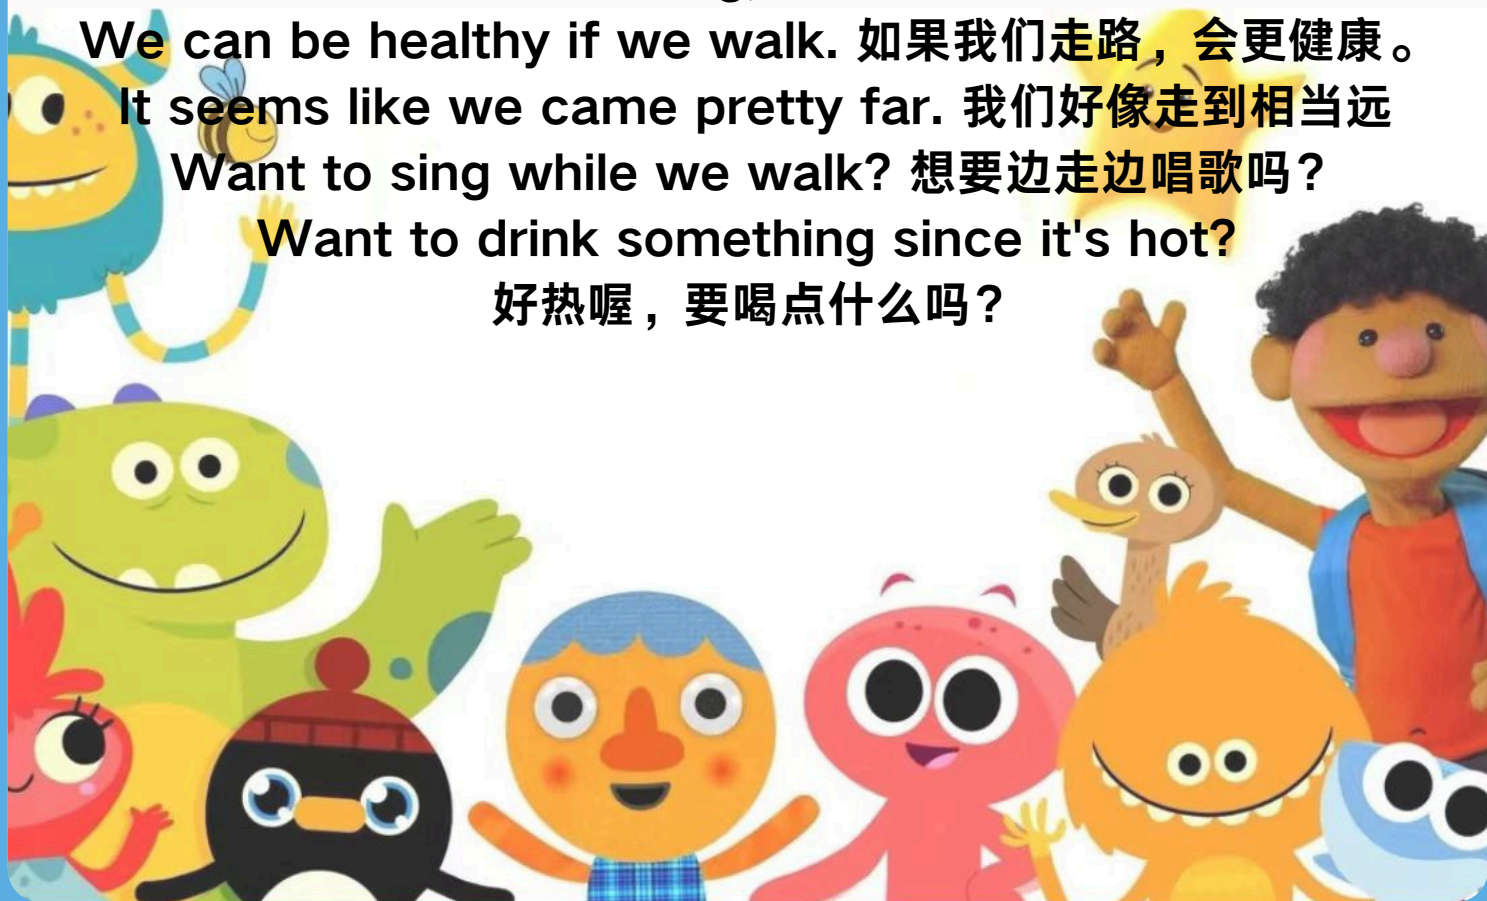 We can be healthy if we walk. 如果我们走路，会更健康。
It seems like we came pretty far. 我们好像走到相当远
Want to sing while we walk? 想要边走边唱歌吗？
Want to drink something since it's hot?
好热喔，要喝点什么吗？